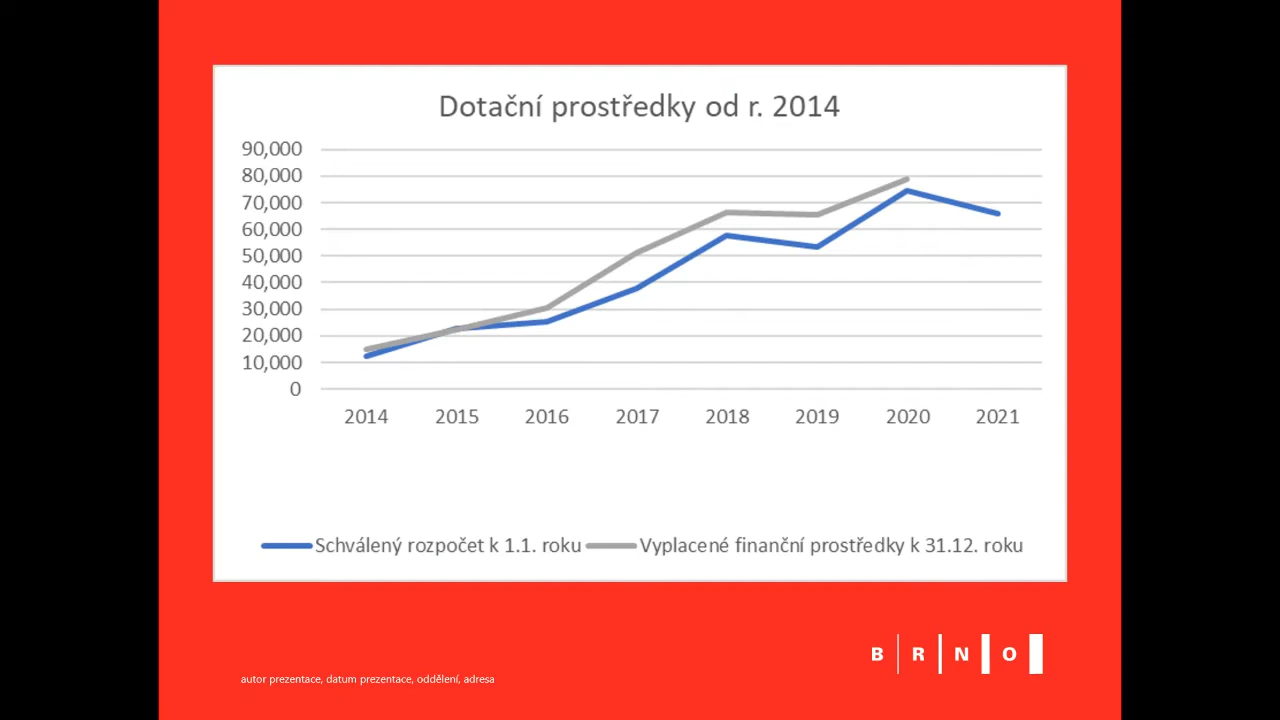 Dotační prostředky od r. 2014
90,000
80,000
70,000
60,000
50,000
40,000
30,000
20,000
10,000
0
2014 2015 2016 2017 2018 2019 2020 2021
Schválený rozpočet k 1.1. roku Vyplacené finanční prostředky k 31.12. roku
B R N O
autor prezentace, datum prezentace, oddělení, adresa